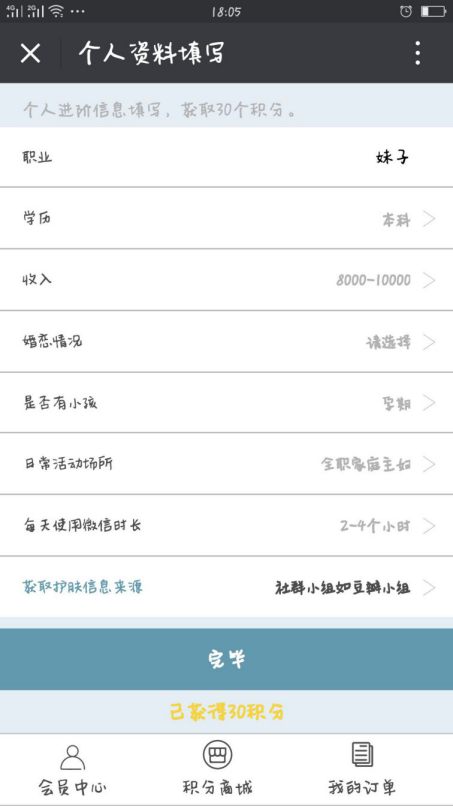 4G 2G 18:05
个人资料填写
个人进阶信息填写，获取30个积分。
职业 妹子
学历 本科
收入 8000-10000
婚恋情况 请选择
是否有小孩 孕期
日常活动场所 全职家庭主妇
每天使用微信时长 2-4个小时
获取护肤信息来源 社群小组如豆瓣小组
完毕
已获得30积分
会员中心 积分商城 我的订单